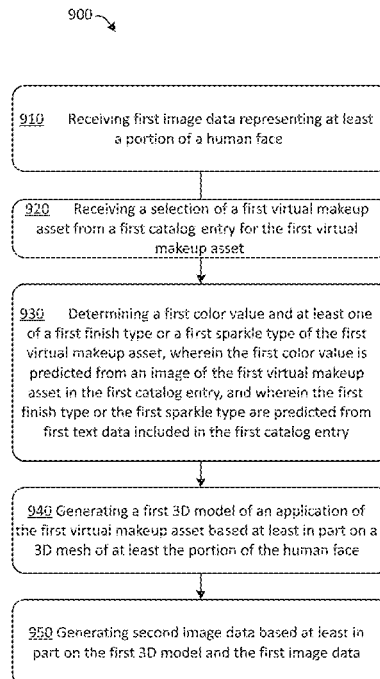 900
910 Receiving first image data representing at least
a portion of a human face
920 Receiving a selection of a first virtual makeup
asset from a first catalog entry for the first virtual
makeup asset
930 Determining a first color value and at least one
of a first finish type or a first sparkle type of the first
virtual makeup asset, wherein the first color value is
predicted from an image of the first virtual makeup
asset in the first catalog entry, and wherein the first
finish type or the first sparkle type are predicted from
first text data included in the first catalog entry
940 Generating a first 3D model of an application of
the first virtual makeup asset based at least in part on
a 3D mesh of at least the portion of the human face
950 Generating second image data based at least in
part on the first 3D model and the first image data